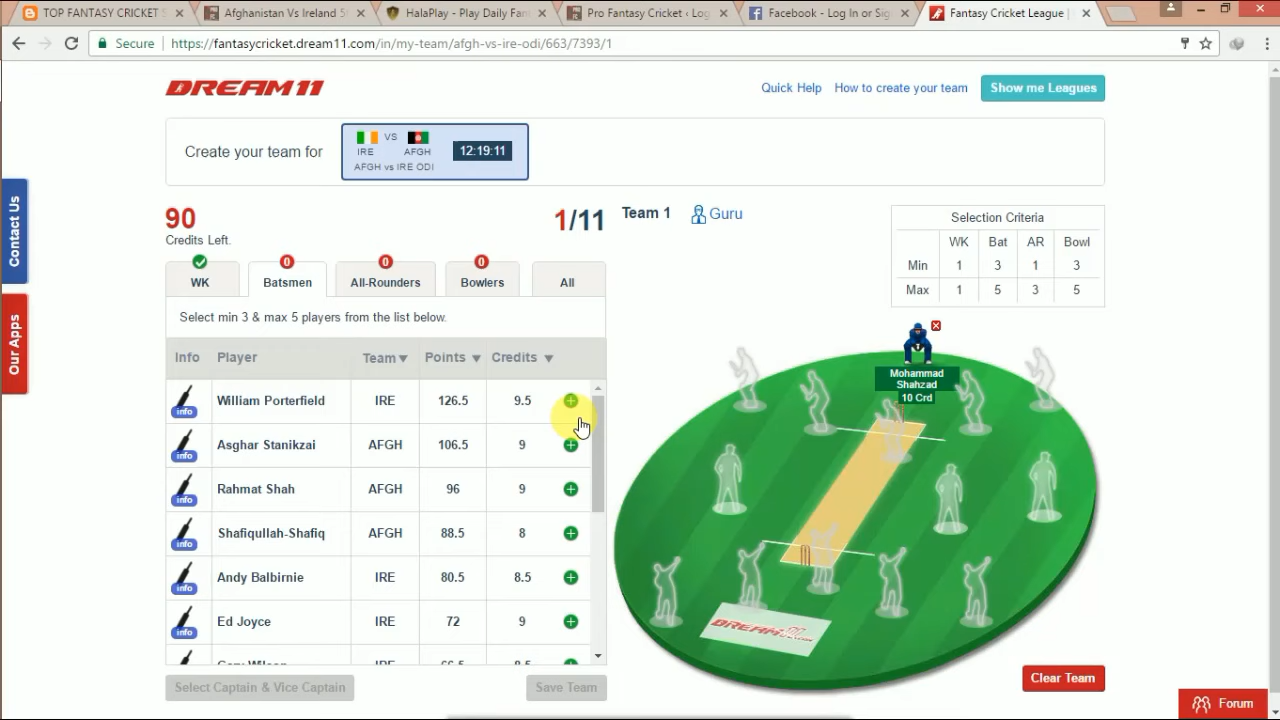 TOP FANTASY CRICKET S
Afghanistan Vs Ireland 5
HalaPlay - Play Daily Fan
Pro Fantasy Cricket ‹ Log
Facebook - Log In or Sig
Fantasy Cricket League |
Secure
https://fantasycricket.dream11.com/in/my-team/afgh-vs-ire-odi/663/7393/1
DREAM11
Quick Help
How to create your team
Show me Leagues
Create your team for
IRE VS AFGH
AFGH vs IRE ODI
12:19:11
Contact Us
Our Apps
90
Credits Left.
1/11
Team 1
Guru
Selection Criteria
WK Bat AR Bowl
Min 1 3 1 3
Max 1 5 3 5
WK
0 Batsmen
0 All-Rounders
0 Bowlers
All
Select min 3 & max 5 players from the list below.
Info Player Team Points Credits
info William Porterfield IRE 126.5 9.5
info Asghar Stanikzai AFGH 106.5 9
info Rahmat Shah AFGH 96 9
info Shafiqullah-Shafiq AFGH 88.5 8
info Andy Balbirnie IRE 80.5 8.5
info Ed Joyce IRE 72 9
Mohammad
Shahzad
10 Crd
DREAM11
Select Captain & Vice Captain
Save Team
Clear Team
Forum